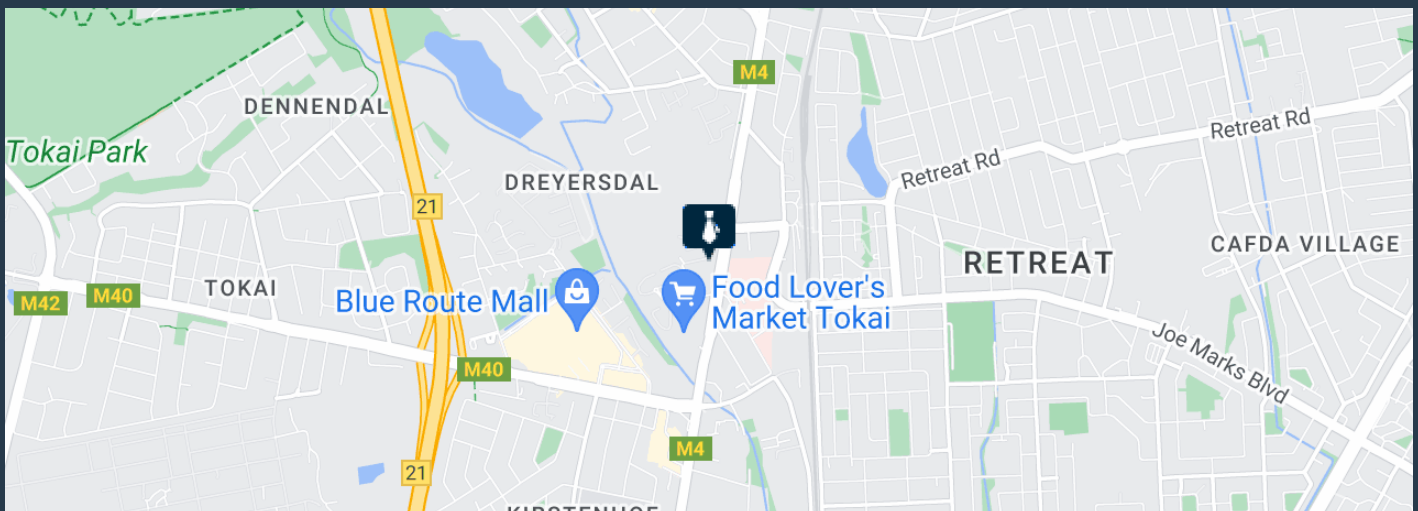 M4
DENNENDAL
Retreat Rd
Tokai Park
Retreat Rd
DREYERSDAL
21
CAFDA VILLAGE
RETREAT
TOKAI
Blue Route Mall
Food Lover's
Market Tokai
M42
M40
Joe Marks Blvd
M40
M4
21